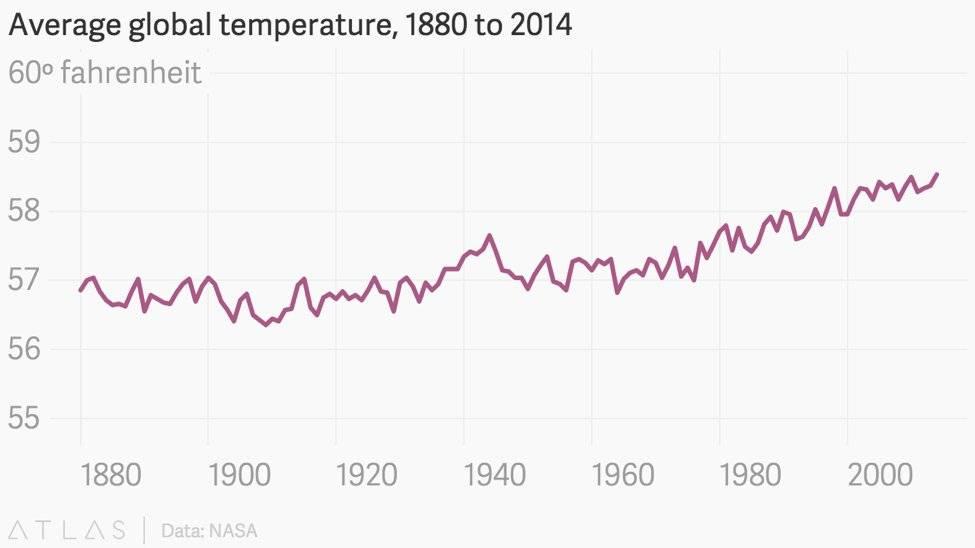 Average global temperature, 1880 to 2014
60º fahrenheit
59
58
57
56
55
1880 1900 1920 1940 1960 1980 2000
ATLAS | Data: NASA